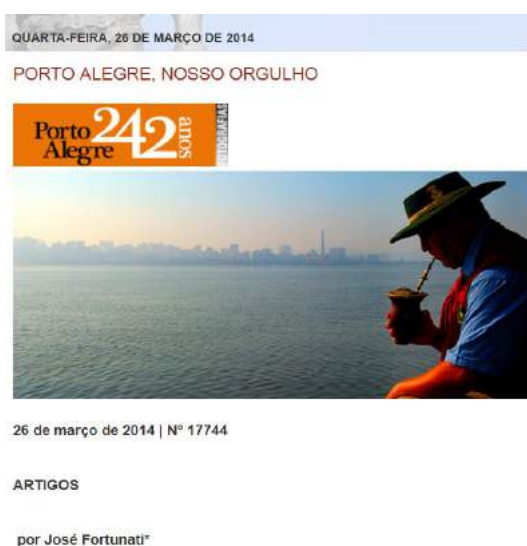 QUARTA-FEIRA, 26 DE MARÇO DE 2014
PORTO ALEGRE, NOSSO ORGULHO
Porto Alegre 242 anos
FOTOGRAFIAS
26 de março de 2014 | N° 17744
ARTIGOS
por José Fortunati*